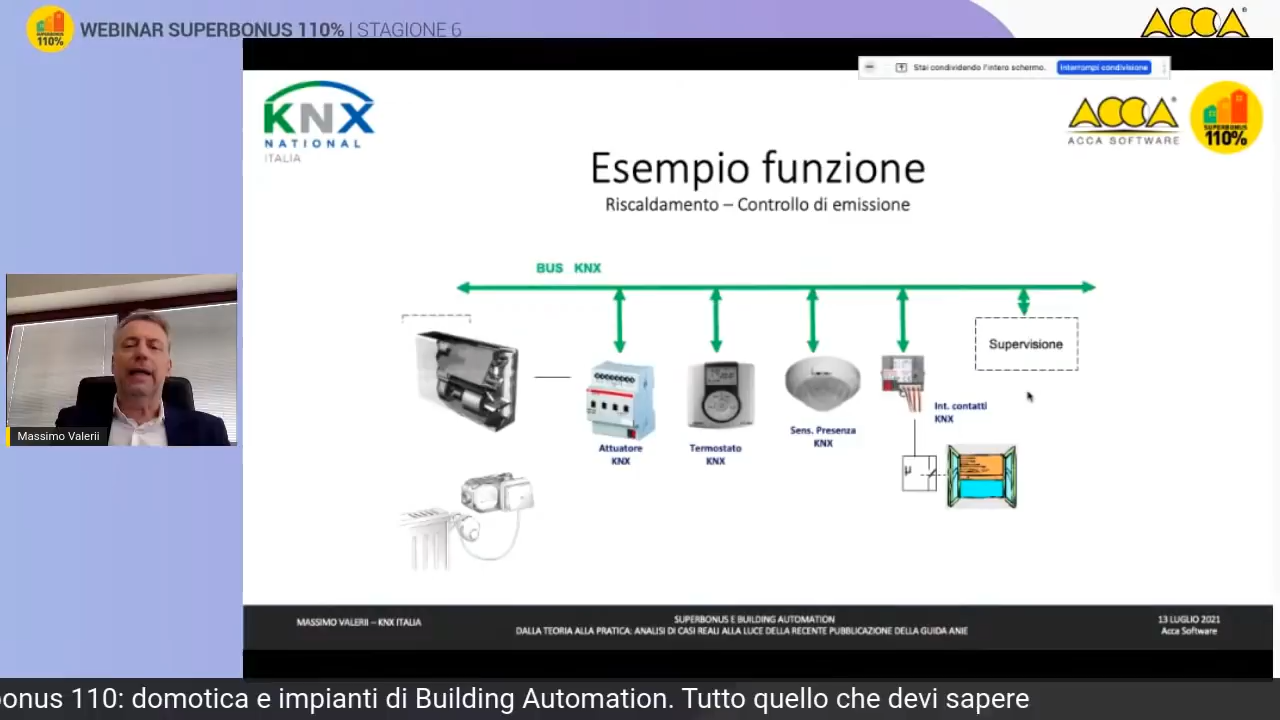 WEBINAR SUPERBONUS 110% | STAGIONE 6
110%
ACCA
Stai condividendo l'intero schermo.
Interrompi condivisione
KNX
NATIONAL
ITALIA
ACCA
ACCA SOFTWARE
SUPERBONUS
110%
Esempio funzione
Riscaldamento – Controllo di emissione
BUS KNX
Supervisione
Attuatore
KNX
Termostato
KNX
Sens. Presenza
KNX
Int. contatti
KNX
μ
Massimo Valerii
MASSIMO VALERII – KNX ITALIA
SUPERBONUS E BUILDING AUTOMATION
DALLA TEORIA ALLA PRATICA: ANALISI DI CASI REALI ALLA LUCE DELLA RECENTE PUBBLICAZIONE DELLA GUIDA ANIE
13 LUGLIO 2021
Acca Software
onus 110: domotica e impianti di Building Automation. Tutto quello che devi sapere